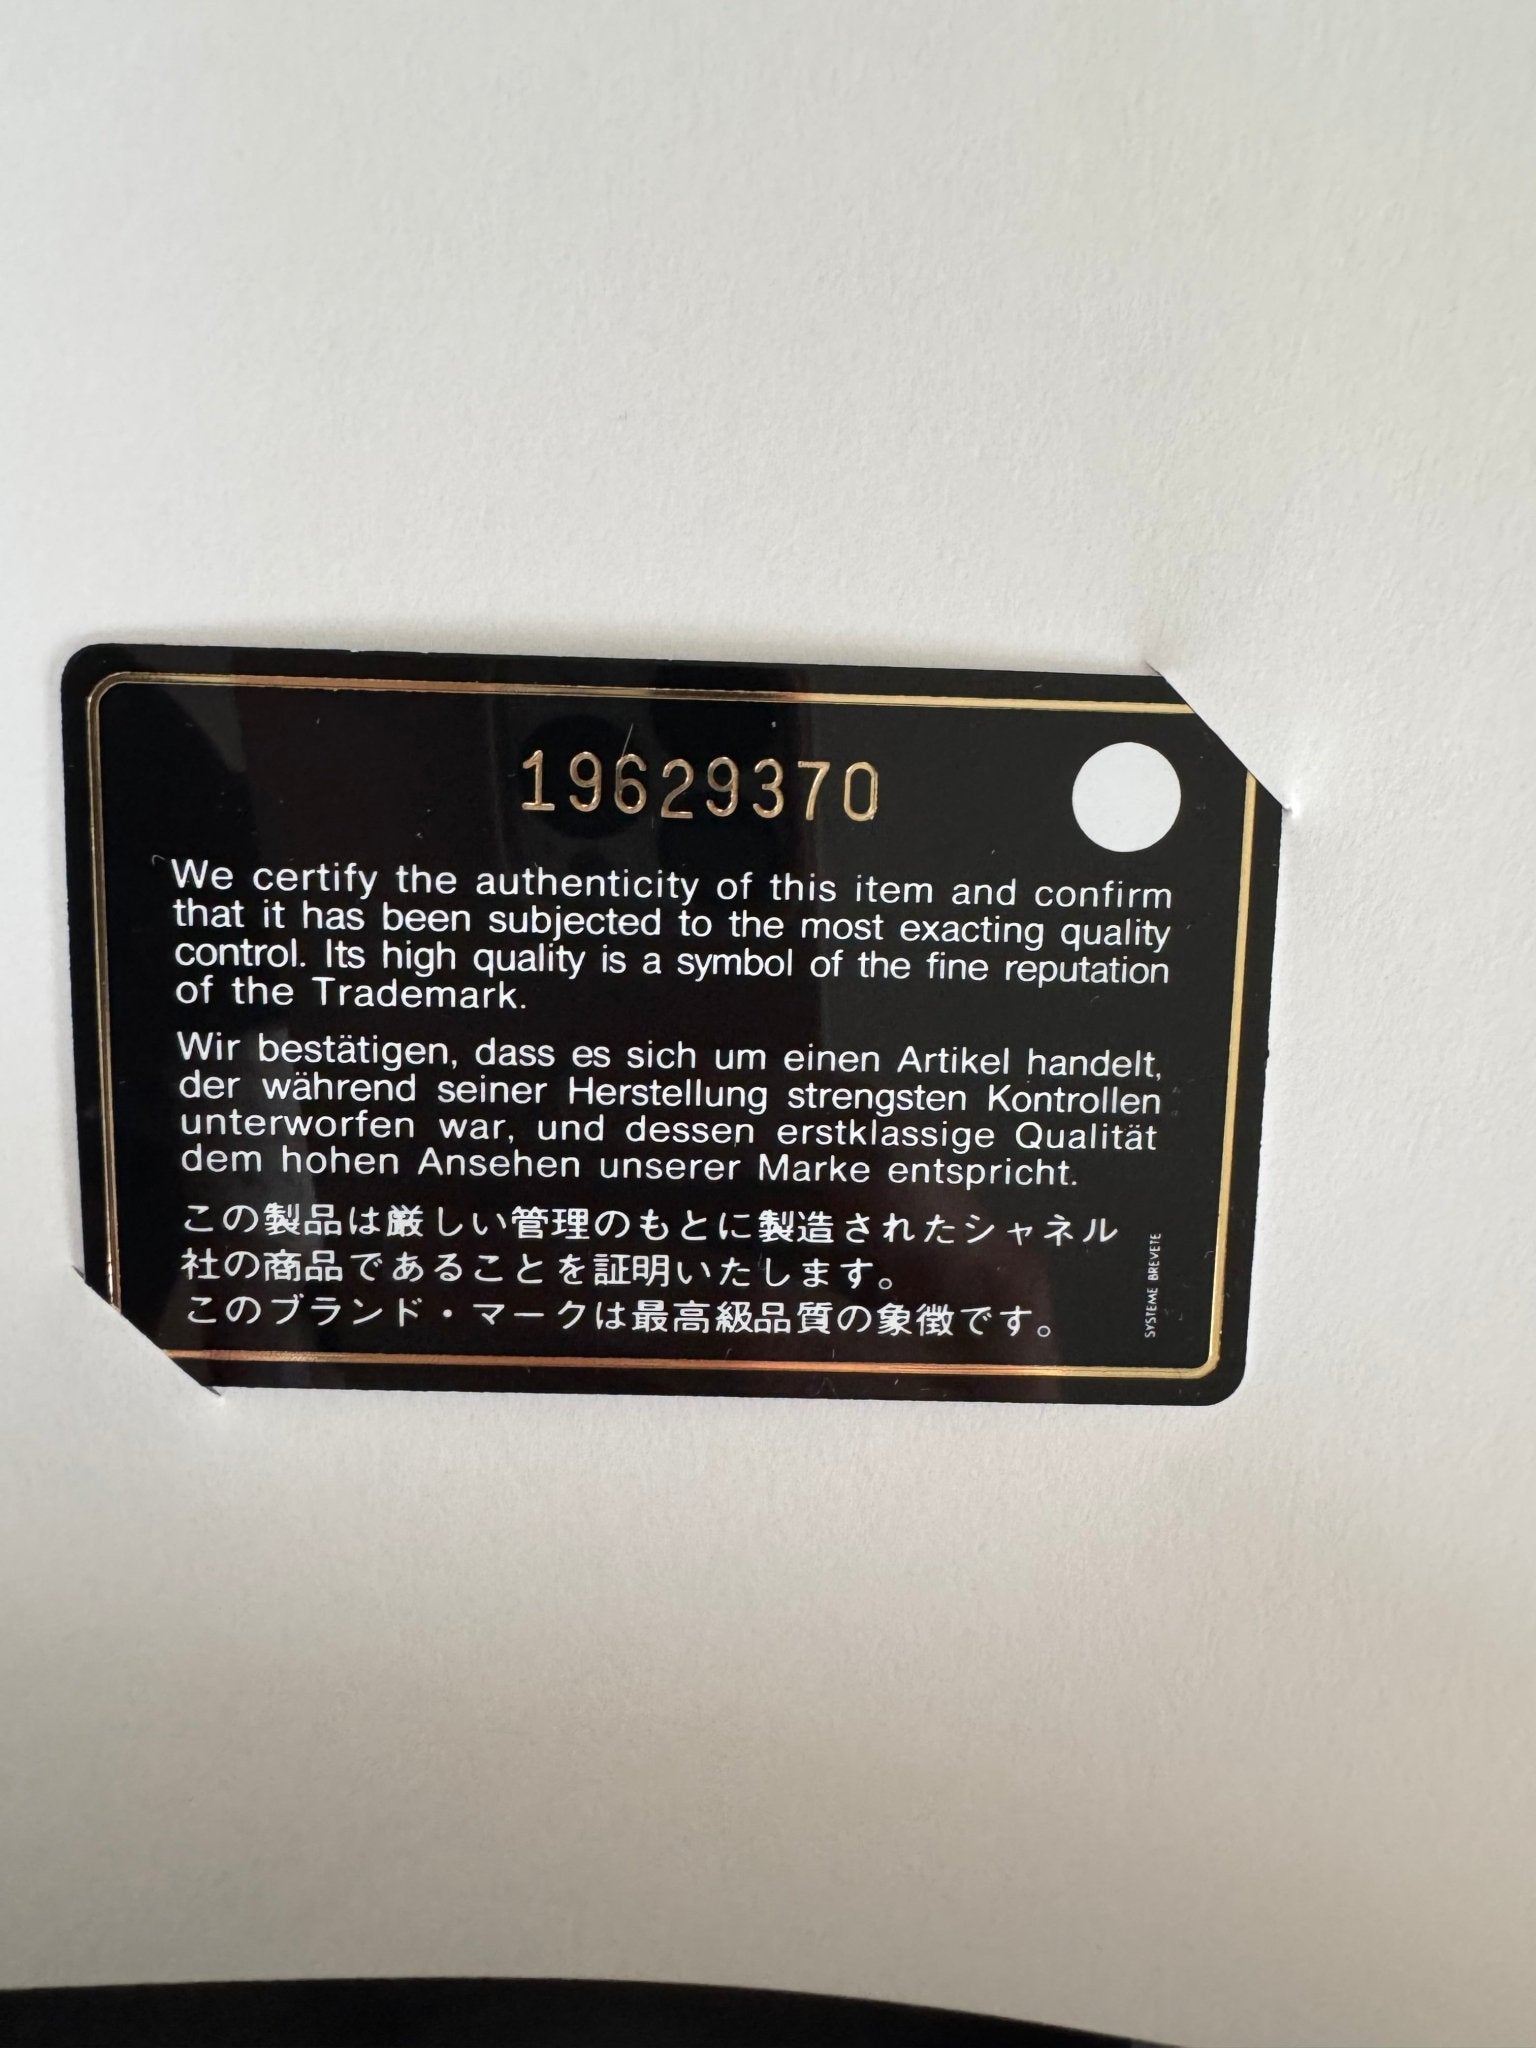 19629370
We certify the authenticity of this item and confirm
that it has been subjected to the most exacting quality
control. Its high quality is a symbol of the fine reputation
of the Trademark.
Wir bestätigen, dass es sich um einen Artikel handelt,
der während seiner Herstellung strengsten Kontrollen
unterworfen war, und dessen erstklassige Qualität
dem hohen Ansehen unserer Marke entspricht.
この製品は厳しい管理のもとに製造されたシャネル
社の商品であることを証明いたします。
このブランド・マークは最高級品質の象徴です。
SYSTEME BREVETE